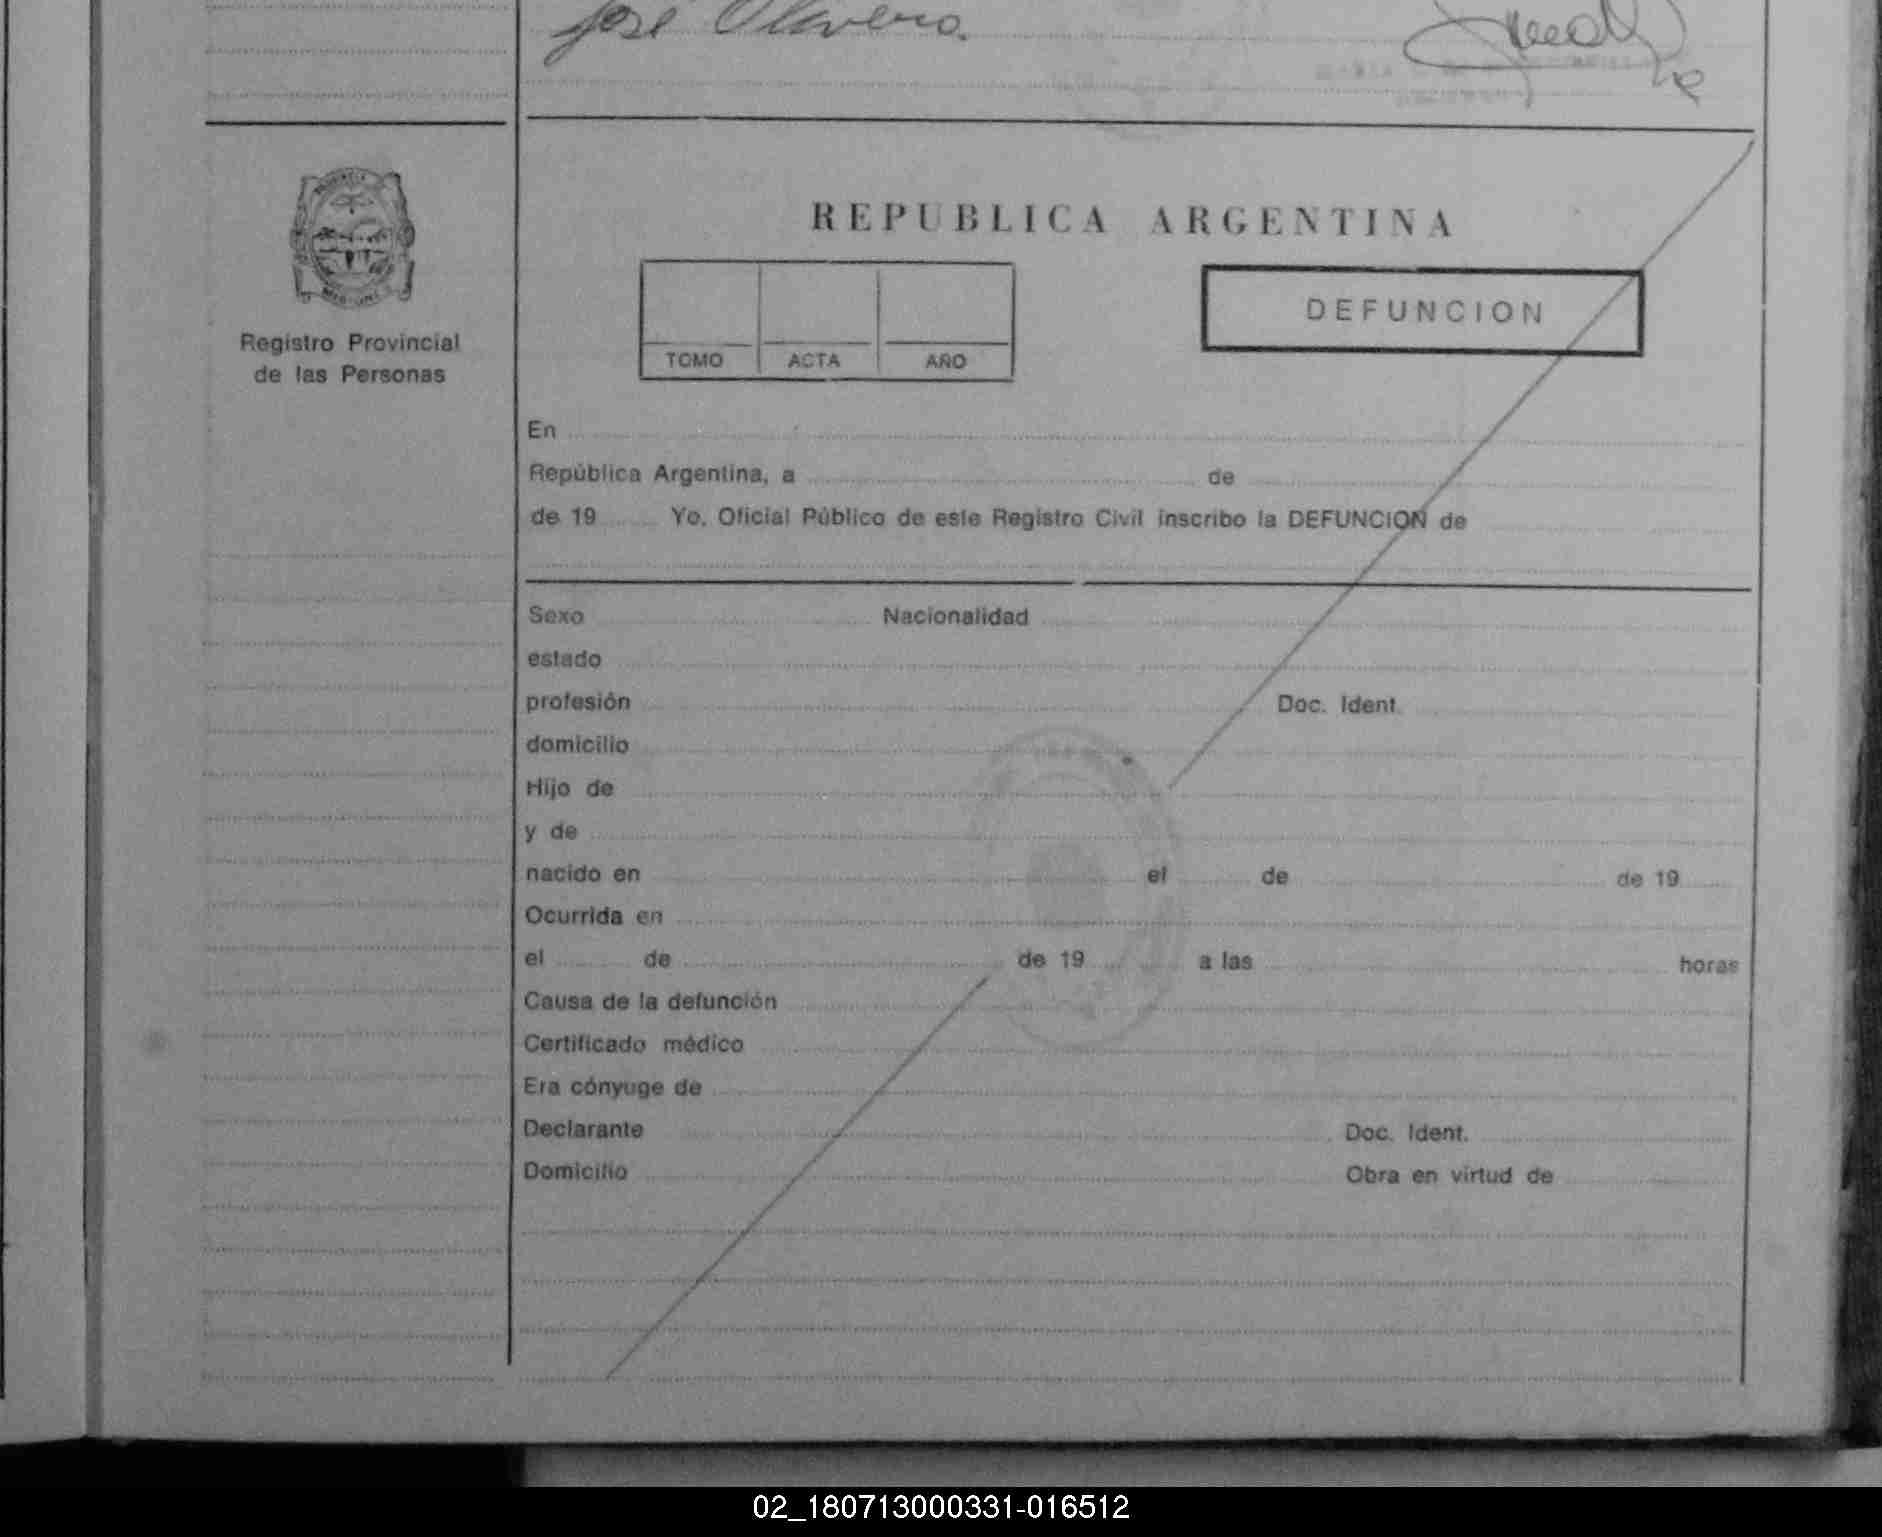 José Olavero.
REPUBLICA ARGENTINA
DEFUNCION
TOMO ACTA AÑO
Registro Provincial
de las Personas
En
República Argentina, a de
de 19 Yo, Oficial Público de este Registro Civil inscribo la DEFUNCION de
Sexo Nacionalidad
estado
profesión Doc. Ident.
domicilio
Hijo de
y de
nacido en el de de 19
Ocurrida en
el de de 19 a las horas
Causa de la defunción
Certificado médico
Era cónyuge de
Declarante Doc. Ident.
Domicilio Obra en virtud de
02_180713000331-016512